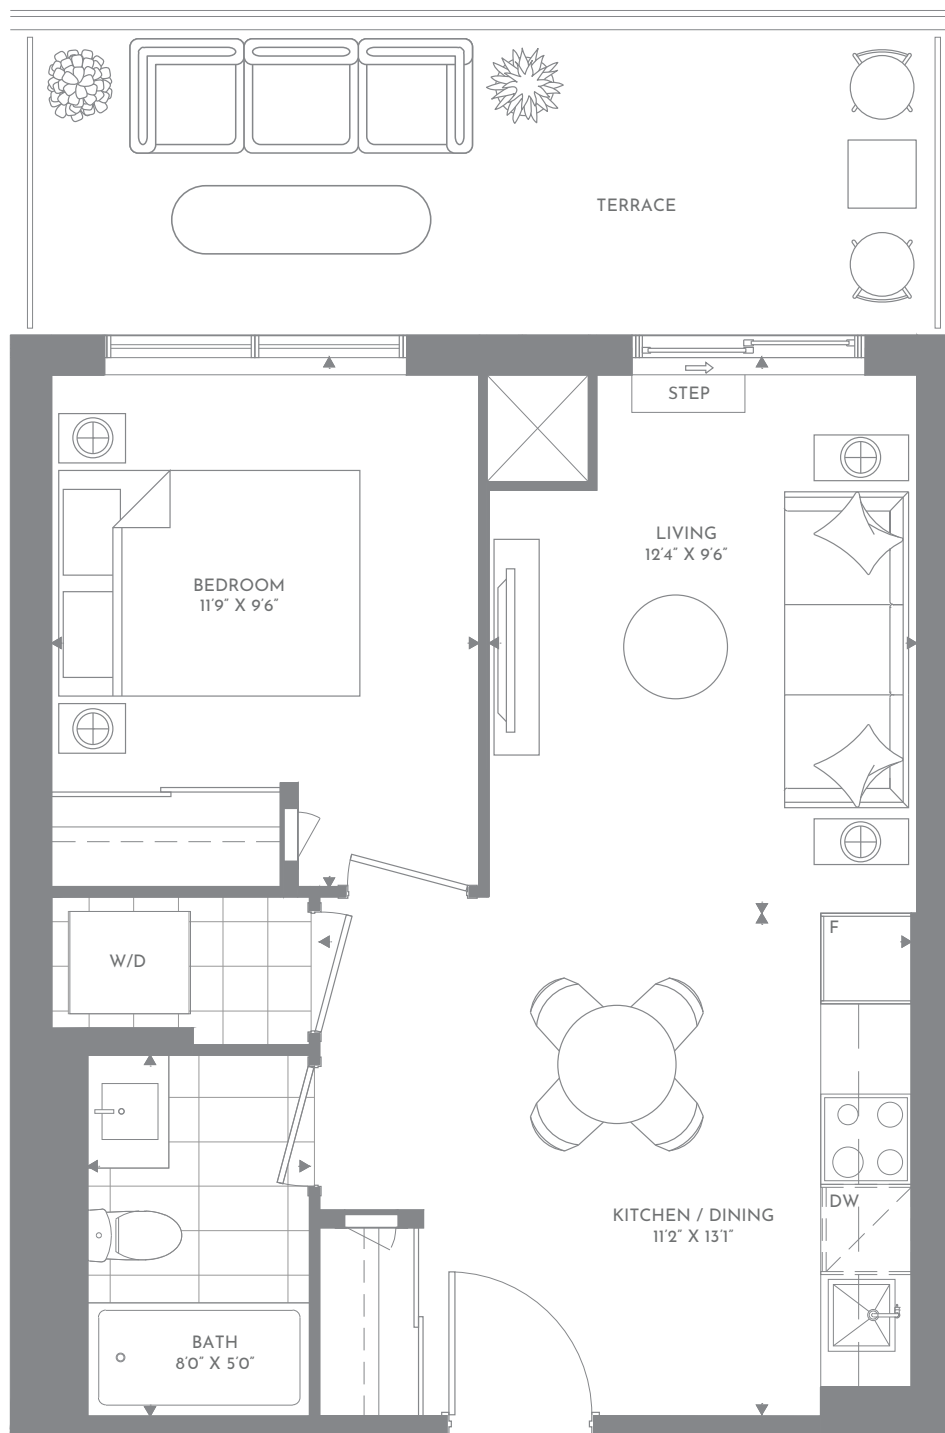 TERRACE
STEP
LIVING
12'4" X 9'6"
BEDROOM
11'9" X 9'6"
F
W/D
DW
KITCHEN / DINING
11'2" X 13'1"
BATH
8'0" X 5'0"